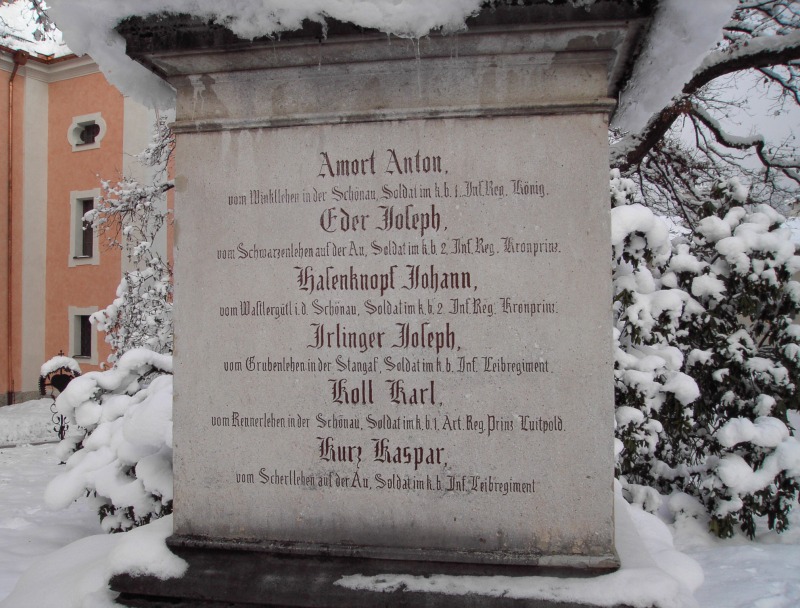 Amort Anton,
vom Winklleben in der Schönau, Soldat im k. b. 1. Inf. Reg. König.
Eder Joseph,
vom Schwarzenlehen auf der Au, Soldat im k. b. 2. Inf. Reg. Kronprinz.
Hasenknopf Johann,
vom Wastlergütl i. d. Schönau, Soldat im k. b. 2. Inf. Reg. Kronprinz.
Irlinger Joseph,
vom Grubenlehen in der Stangaß, Soldat im k. b. Inf. Leibregiment.
Koll Karl,
vom Rennerlehen in der Schönau, Soldat im k. b. 1. Art. Reg. Prinz Luitpold.
Kurz Kaspar,
vom Schertlehen auf der Au, Soldat im k. b. Inf. Leibregiment